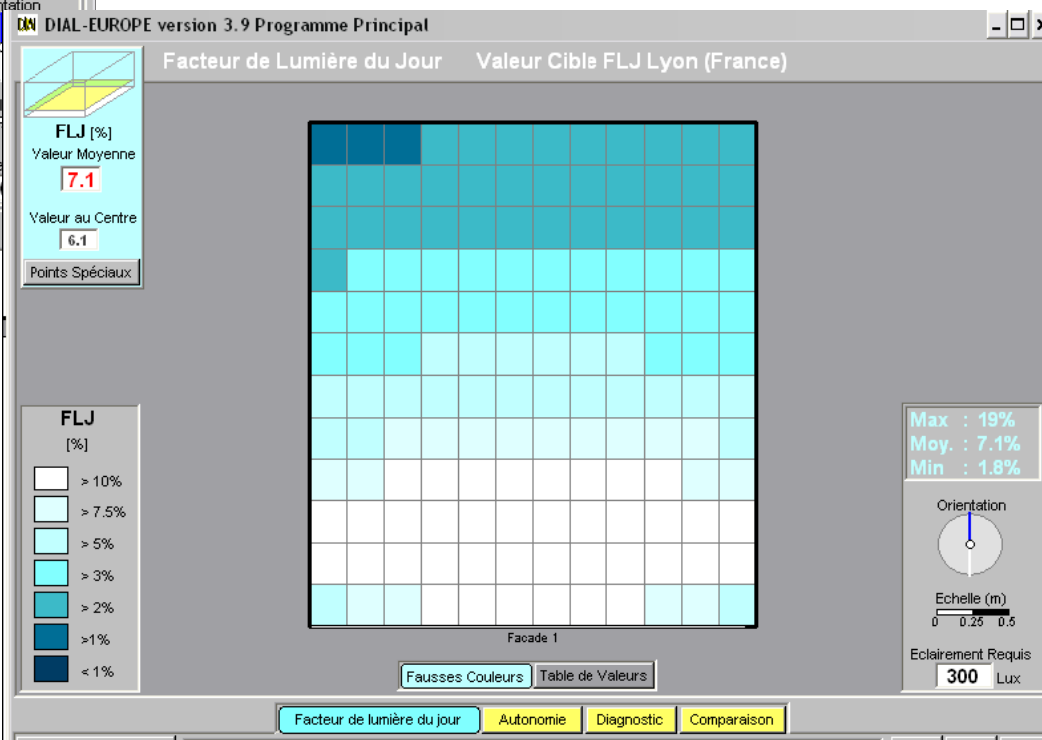 ntation
DIAL-EUROPE version 3.9 Programme Principal
Facteur de Lumière du Jour Valeur Cible FLJ Lyon (France)
FLJ [%]
Valeur Moyenne
7.1
Valeur au Centre
6.1
Points Spéciaux
FLJ
[%]
> 10%
> 7.5%
> 5%
> 3%
> 2%
>1%
< 1%
Facade 1
Fausses Couleurs Table de Valeurs
Max : 19%
Moy. : 7.1%
Min : 1.8%
Orientation
Echelle (m)
0 0.25 0.5
Eclairement Requis
300 Lux
Facteur de lumière du jour Autonomie Diagnostic Comparaison